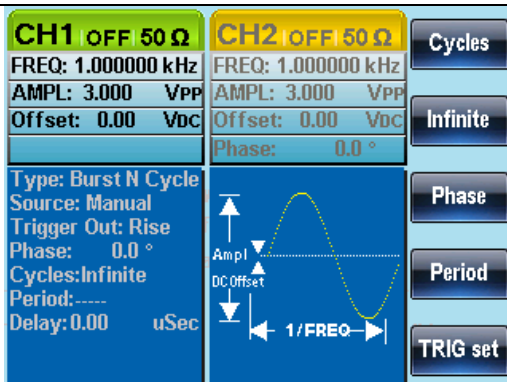 CH1 OFF 50 Ω
FREQ: 1.000000 kHz
AMPL: 3.000 VPP
Offset: 0.00 VDC
CH2 OFF 50 Ω
FREQ: 1.000000 kHz
AMPL: 3.000 VPP
Offset: 0.00 VDC
Phase: 0.0 °
Type: Burst N Cycle
Source: Manual
Trigger Out: Rise
Phase: 0.0 °
Cycles:Infinite
Period:-----
Delay: 0.00 uSec
Ampl
DC Offset
1/FREQ
Cycles
Infinite
Phase
Period
TRIG set